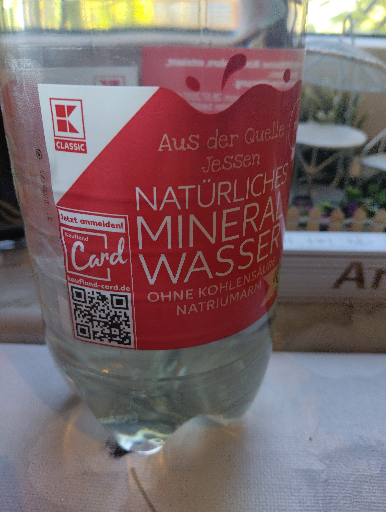 K
CLASSIC
Aus der Quelle
Jessen
NATÜRLICHES
MINERAL
WASSER
OHNE KOHLENSÄURE
NATRIUMARM
Jetzt anmelden!
Kaufland
Card
kaufland-card.de